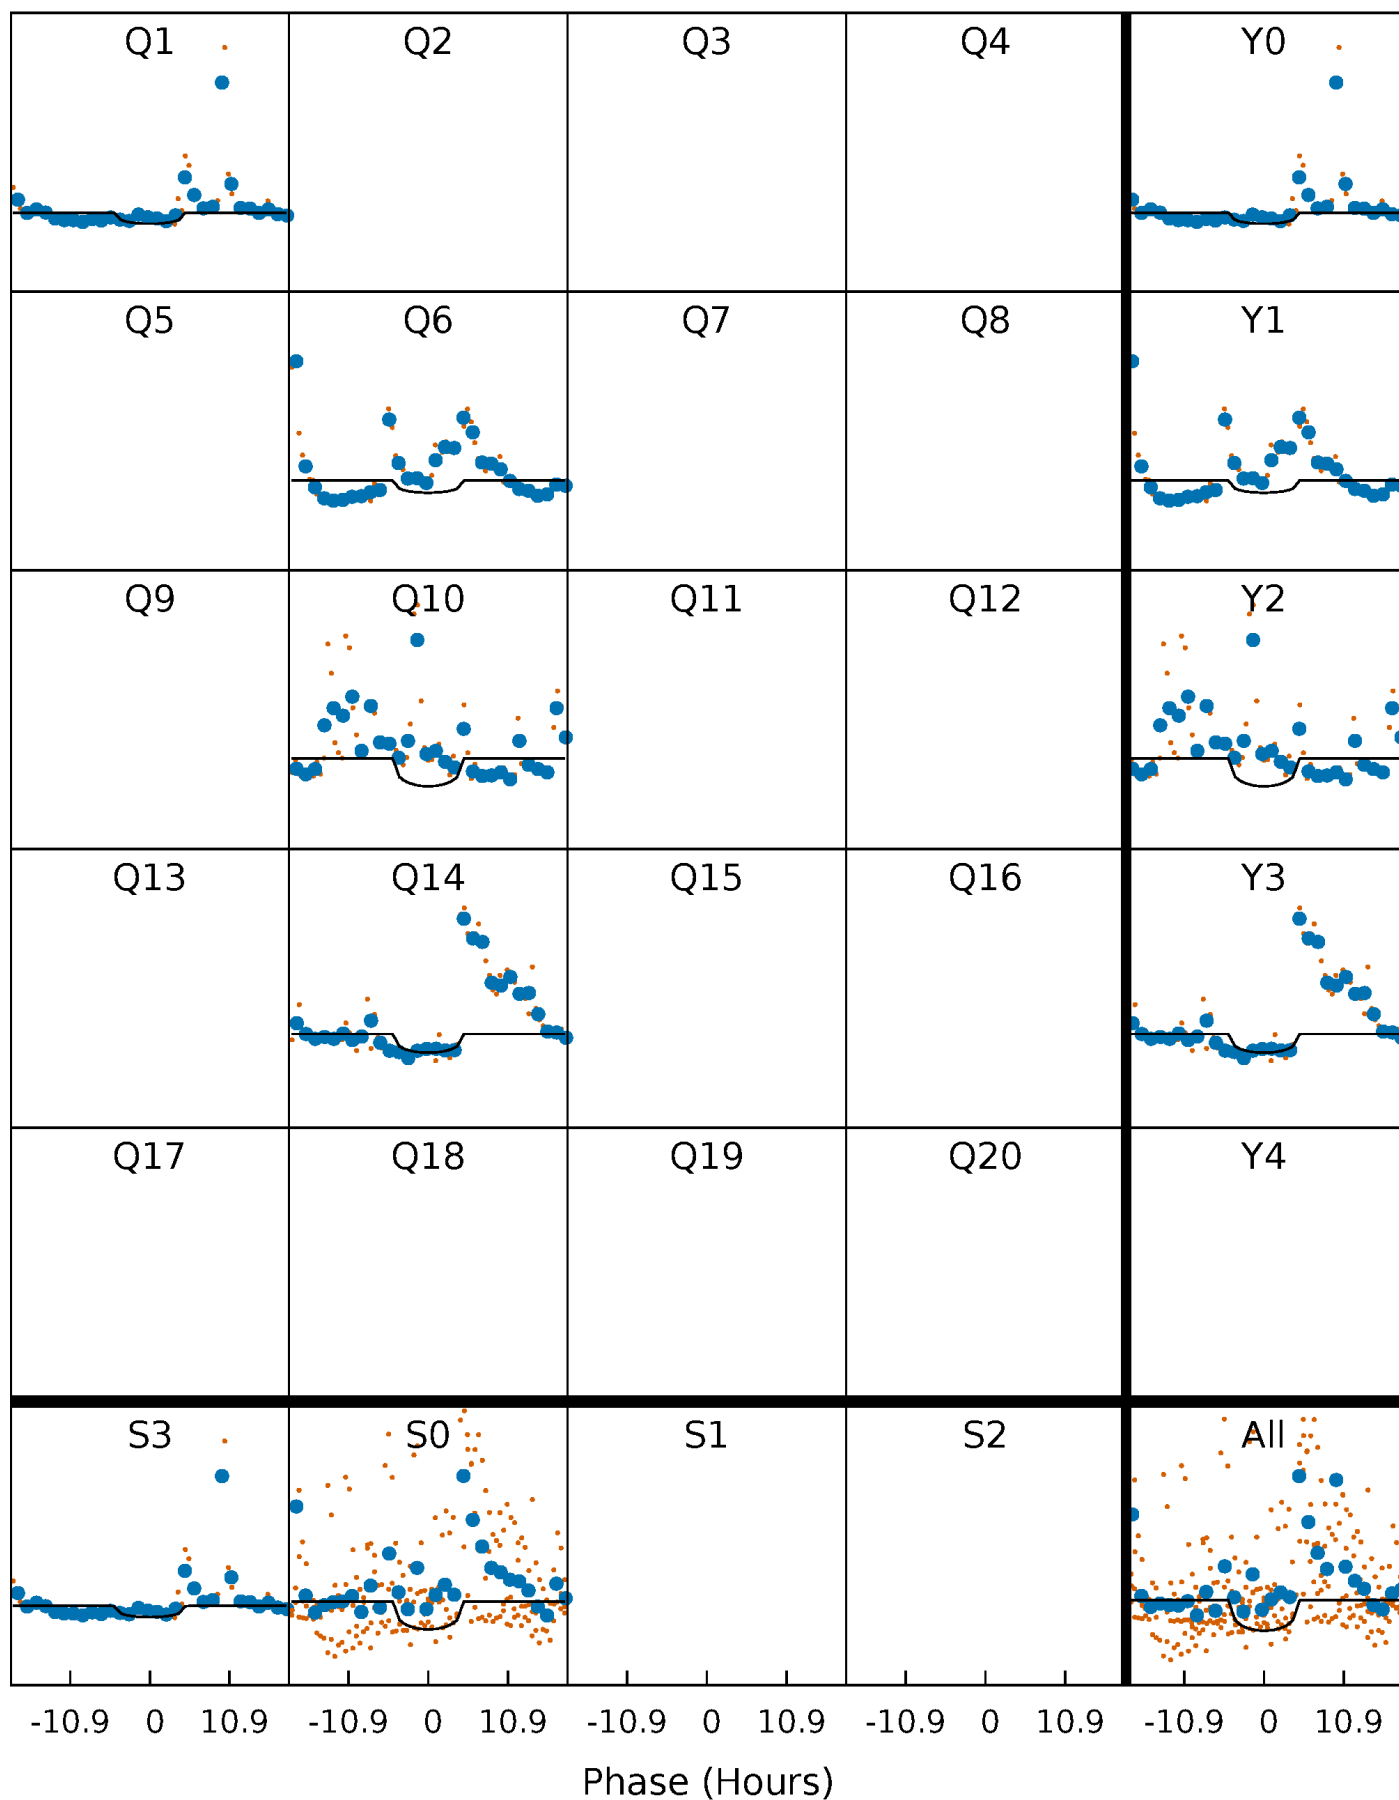 Q1 Q2 Q3 Q4 Y0
Q5 Q6 Q7 Q8 Y1
Q9 Q10 Q11 Q12 Y2
Q13 Q14 Q15 Q16 Y3
Q17 Q18 Q19 Q20 Y4
S3 S0 S1 S2 All
-10.9 0 10.9 -10.9 0 10.9 -10.9 0 10.9 -10.9 0 10.9 -10.9 0 10.9
Phase (Hours)